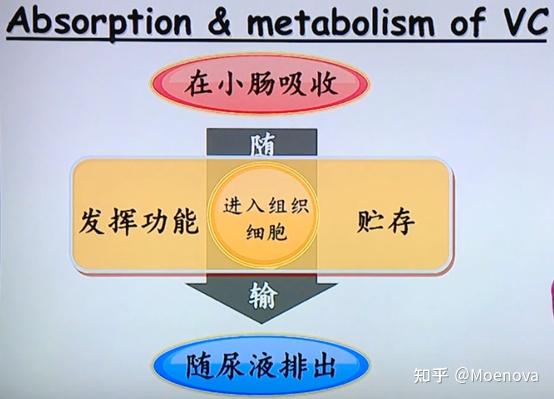 Absorption & metabolism of VC
在小肠吸收
随
发挥功能
进入组织
细胞
贮存
输
随尿液排出
知乎 @Moenova